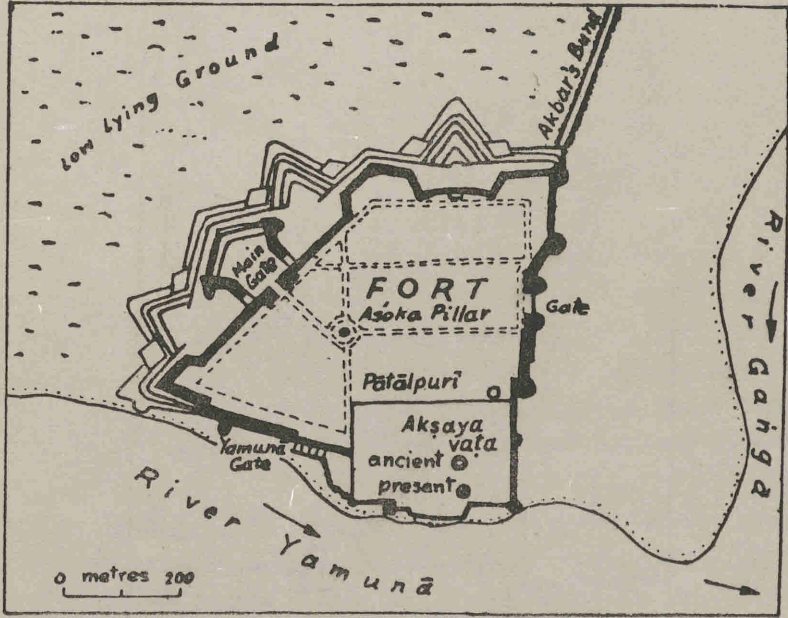 Low Lying Ground
Akbar's Bund
Main
Gate
FORT
Aśoka Pillar
Gate
River Gaṅgā
Pātālpurī
Akṣaya
vata
ancient
present
Yamunā
Gate
River Yamunā
0 metres 200